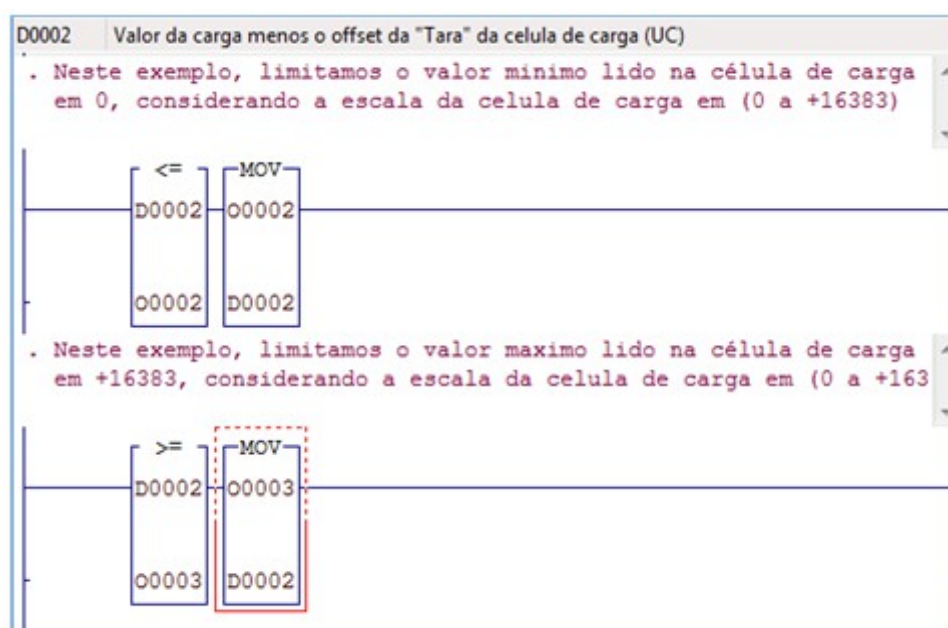 D0002 Valor da carga menos o offset da "Tara" da celula de carga (UC)
. Neste exemplo, limitamos o valor minimo lido na célula de carga
em 0, considerando a escala da celula de carga em (0 a +16383)
<= MOV
D0002 O0002
O0002 D0002
. Neste exemplo, limitamos o valor maximo lido na célula de carga
em +16383, considerando a escala da celula de carga em (0 a +163
>= MOV
D0002 O0003
O0003 D0002